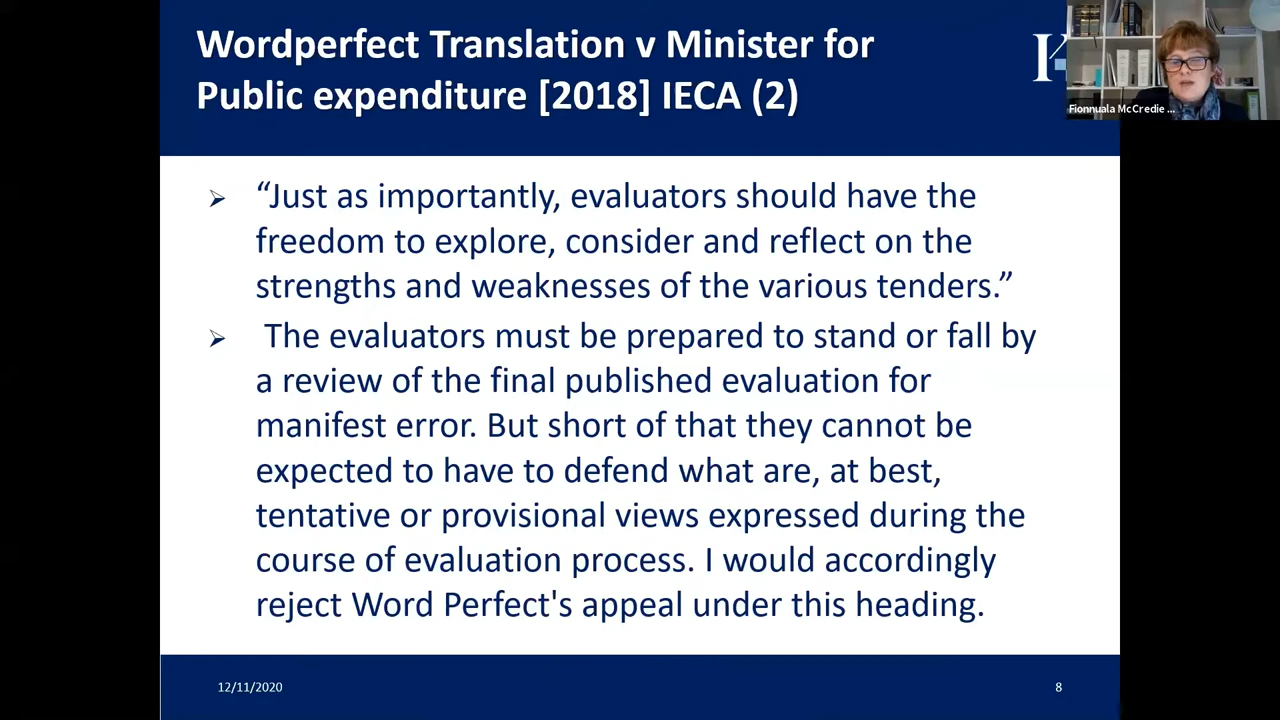 Wordperfect Translation v Minister for
Public expenditure [2018] IECA (2)
Fionnuala McCredie ...
➢ “Just as importantly, evaluators should have the
freedom to explore, consider and reflect on the
strengths and weaknesses of the various tenders.”
➢ The evaluators must be prepared to stand or fall by
a review of the final published evaluation for
manifest error. But short of that they cannot be
expected to have to defend what are, at best,
tentative or provisional views expressed during the
course of evaluation process. I would accordingly
reject Word Perfect's appeal under this heading.
12/11/2020
8